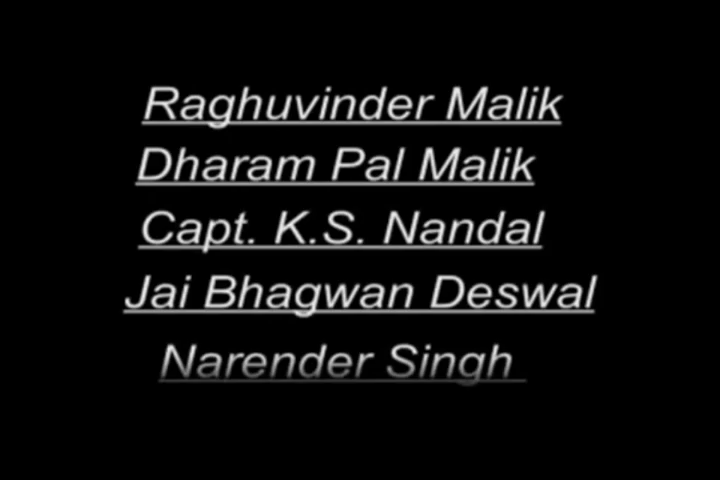 Raghuvinder Malik
Dharam Pal Malik
Capt. K.S. Nandal
Jai Bhagwan Deswal
Narender Singh